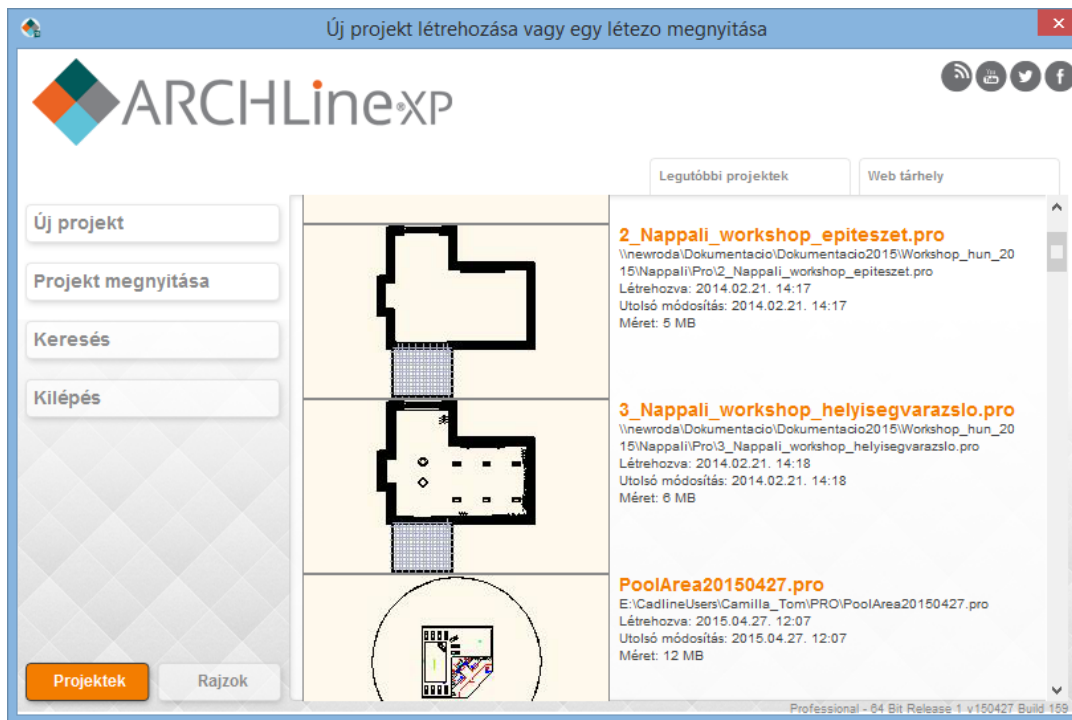 Új projekt létrehozása vagy egy létezo megnyitása
ARCHLine®XP
You
Legutóbbi projektek
Web tárhely
Új projekt
Projekt megnyitása
Keresés
Kilépés
2_Nappali_workshop_epiteszet.pro
\\newroda\Dokumentacio\Dokumentacio2015\Workshop_hun_20
15\Nappali\Pro\2_Nappali_workshop_epiteszet.pro
Létrehozva: 2014.02.21. 14:17
Utolsó módosítás: 2014.02.21. 14:17
Méret: 5 MB
3_Nappali_workshop_helyisegvarazslo.pro
\\newroda\Dokumentacio\Dokumentacio2015\Workshop_hun_20
15\Nappali\Pro\3_Nappali_workshop_helyisegvarazslo.pro
Létrehozva: 2014.02.21. 14:18
Utolsó módosítás: 2014.02.21. 14:18
Méret: 6 MB
PoolArea20150427.pro
E:\CadlineUsers\Camilla_Tom\PRO\PoolArea20150427.pro
Létrehozva: 2015.04.27. 12:07
Utolsó módosítás: 2015.04.27. 12:07
Méret: 12 MB
Projektek
Rajzok
Professional - 64 Bit Release 1 v150427 Build 159